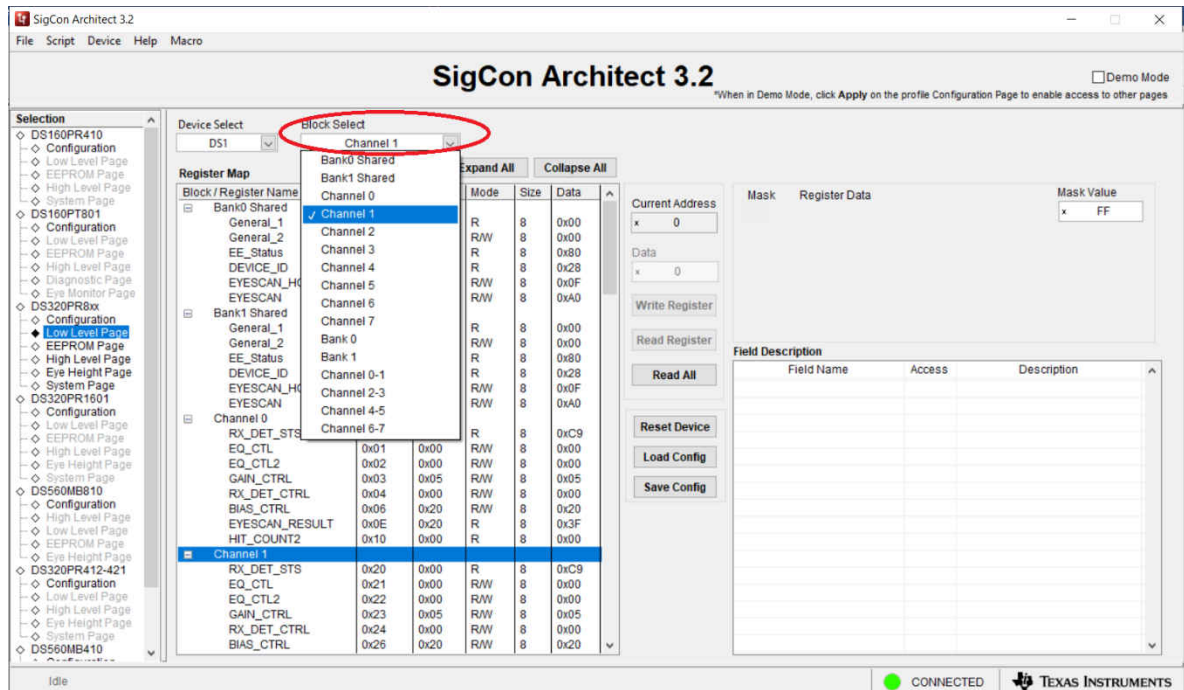 SigCon Architect 3.2
File Script Device Help Macro
SigCon Architect 3.2
Demo Mode
*When in Demo Mode, click Apply on the profile Configuration Page to enable access to other pages
Selection
DS160PR410
Configuration
Low Level Page
EEPROM Page
High Level Page
System Page
DS160PT801
Configuration
Low Level Page
EEPROM Page
High Level Page
Diagnostic Page
Eye Monitor Page
DS320PR8xx
Configuration
Low Level Page
EEPROM Page
High Level Page
Eye Height Page
System Page
DS320PR1601
Configuration
Low Level Page
EEPROM Page
High Level Page
Eye Height Page
System Page
DS560MB810
Configuration
High Level Page
Low Level Page
EEPROM Page
Eye Height Page
DS320PR412-421
Configuration
Low Level Page
High Level Page
Eye Height Page
System Page
DS560MB410
Device Select
DS1
Block Select
Channel 1
Bank0 Shared
Bank1 Shared
Channel 0
✓ Channel 1
Channel 2
Channel 3
Channel 4
Channel 5
Channel 6
Channel 7
Bank 0
Bank 1
Channel 0-1
Channel 2-3
Channel 4-5
Channel 6-7
Register Map
Expand All
Collapse All
Block / Register Name Mode Size Data
Bank0 Shared
General_1 R 8 0x00
General_2 R/W 8 0x00
EE_Status R 8 0x80
DEVICE_ID R 8 0x28
EYESCAN_HO R/W 8 0x0F
EYESCAN R/W 8 0xA0
Bank1 Shared
General_1 R 8 0x00
General_2 R/W 8 0x00
EE_Status R 8 0x80
DEVICE_ID R 8 0x28
EYESCAN_HO R/W 8 0x0F
EYESCAN R/W 8 0xA0
Channel 0
RX_DET_STS R 8 0xC9
EQ_CTL 0x01 0x00 R/W 8 0x00
EQ_CTL2 0x02 0x00 R/W 8 0x00
GAIN_CTRL 0x03 0x05 R/W 8 0x05
RX_DET_CTRL 0x04 0x00 R/W 8 0x00
BIAS_CTRL 0x06 0x20 R/W 8 0x20
EYESCAN_RESULT 0x0E 0x20 R 8 0x3F
HIT_COUNT2 0x10 0x00 R 8 0x00
Channel 1
RX_DET_STS 0x20 0x00 R 8 0xC9
EQ_CTL 0x21 0x00 R/W 8 0x00
EQ_CTL2 0x22 0x00 R/W 8 0x00
GAIN_CTRL 0x23 0x05 R/W 8 0x05
RX_DET_CTRL 0x24 0x00 R/W 8 0x00
BIAS_CTRL 0x26 0x20 R/W 8 0x20
Current Address
x 0
Data
x 0
Write Register
Read Register
Read All
Reset Device
Load Config
Save Config
Mask Register Data
Mask Value
x FF
Field Description
Field Name Access Description
Idle
CONNECTED
TEXAS INSTRUMENTS